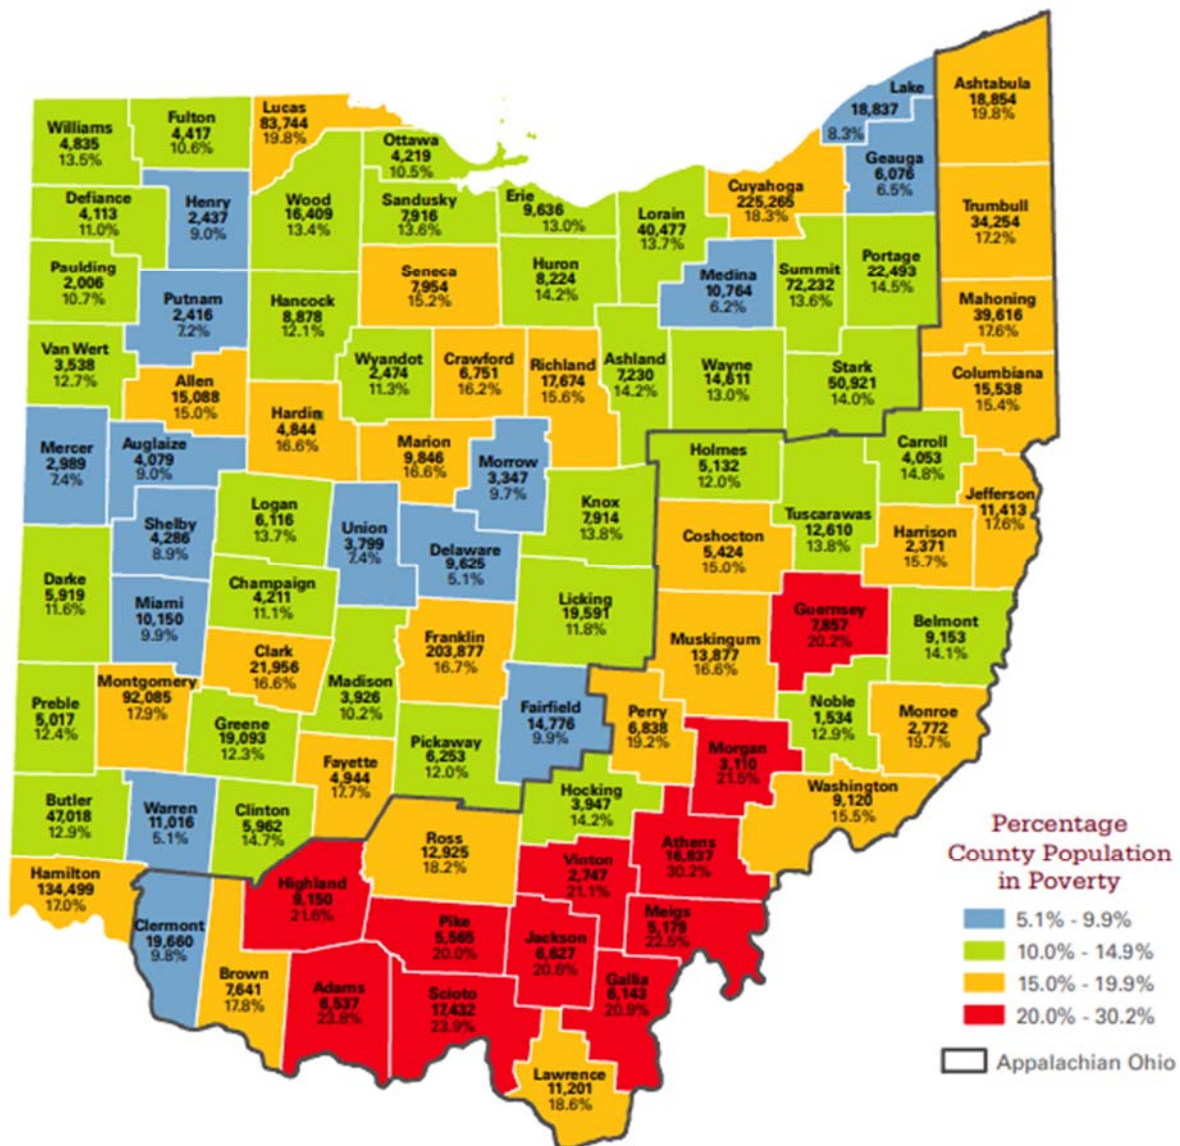 Williams
4,835
13.5%
Fulton
4,417
10.6%
Lucas
83,744
19.8%
Ottawa
4,219
10.5%
Lake
18,837
8.3%
Ashtabula
18,854
19.8%
Geauga
6,076
6.5%
Defiance
4,113
11.0%
Henry
2,437
9.0%
Wood
16,409
13.4%
Sandusky
7,916
13.6%
Erie
9,636
13.0%
Lorain
40,477
13.7%
Cuyahoga
225,265
18.3%
Trumbull
34,254
17.2%
Paulding
2,006
10.7%
Putnam
2,416
7.2%
Hancock
8,878
12.1%
Seneca
7,954
15.2%
Huron
8,224
14.2%
Medina
10,764
6.2%
Summit
72,232
13.6%
Portage
22,493
14.5%
Mahoning
39,616
17.6%
Van Wert
3,538
12.7%
Allen
15,088
15.0%
Wyandot
2,474
11.3%
Crawford
6,751
16.2%
Richland
17,674
15.6%
Ashland
7,230
14.2%
Wayne
14,611
13.0%
Stark
50,921
14.0%
Columbiana
15,538
15.4%
Hardin
4,844
16.6%
Mercer
2,989
7.4%
Auglaize
4,079
9.0%
Marion
9,846
16.6%
Morrow
3,347
9.7%
Holmes
5,132
12.0%
Carroll
4,053
14.8%
Shelby
4,286
8.9%
Logan
6,116
13.7%
Union
3,799
7.4%
Delaware
9,625
5.1%
Knox
7,914
13.8%
Coshocton
5,424
15.0%
Tuscarawas
12,610
13.8%
Harrison
2,371
15.7%
Jefferson
11,413
17.6%
Darke
5,919
11.6%
Miami
10,150
9.9%
Champaign
4,211
11.1%
Licking
19,591
11.8%
Guernsey
7,857
20.2%
Belmont
9,153
14.1%
Clark
21,956
16.6%
Franklin
203,877
16.7%
Muskingum
13,877
16.6%
Preble
5,017
12.4%
Montgomery
92,085
17.9%
Greene
19,093
12.3%
Madison
3,926
10.2%
Fairfield
14,776
9.9%
Perry
6,838
19.2%
Noble
1,534
12.9%
Monroe
2,772
19.7%
Fayette
4,944
17.7%
Pickaway
6,253
12.0%
Morgan
3,110
21.5%
Washington
9,120
15.5%
Butler
47,018
12.9%
Warren
11,016
5.1%
Clinton
5,962
14.7%
Hocking
3,947
14.2%
Athens
16,837
30.2%
Ross
12,925
18.2%
Vinton
2,747
21.1%
Hamilton
134,499
17.0%
Highland
9,150
21.6%
Clermont
19,660
9.8%
Pike
5,565
20.0%
Jackson
6,627
20.6%
Meigs
5,179
22.5%
Brown
7,641
17.8%
Adams
6,537
23.8%
Scioto
17,432
23.9%
Gallia
6,143
20.9%
Lawrence
11,201
18.6%
Percentage
County Population
in Poverty
5.1% - 9.9%
10.0% - 14.9%
15.0% - 19.9%
20.0% - 30.2%
Appalachian Ohio